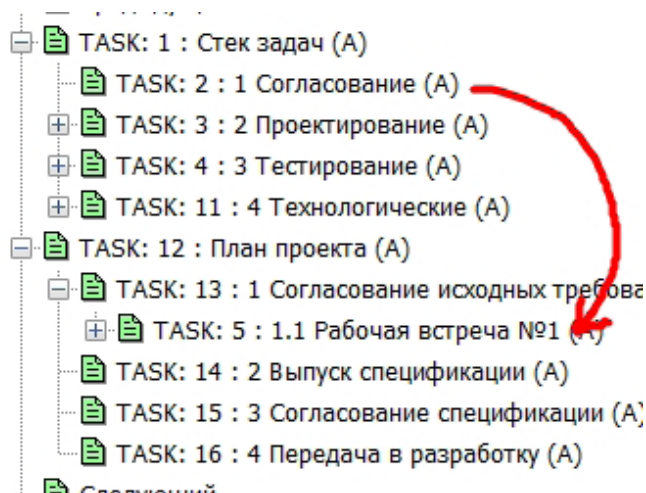 TASK: 1 : Стек задач (A)
TASK: 2 : 1 Согласование (A)
TASK: 3 : 2 Проектирование (A)
TASK: 4 : 3 Тестирование (A)
TASK: 11 : 4 Технологические (A)
TASK: 12 : План проекта (A)
TASK: 13 : 1 Согласование исходных требова
TASK: 5 : 1.1 Рабочая встреча №1 (A)
TASK: 14 : 2 Выпуск спецификации (A)
TASK: 15 : 3 Согласование спецификации (A)
TASK: 16 : 4 Передача в разработку (A)
Следующий